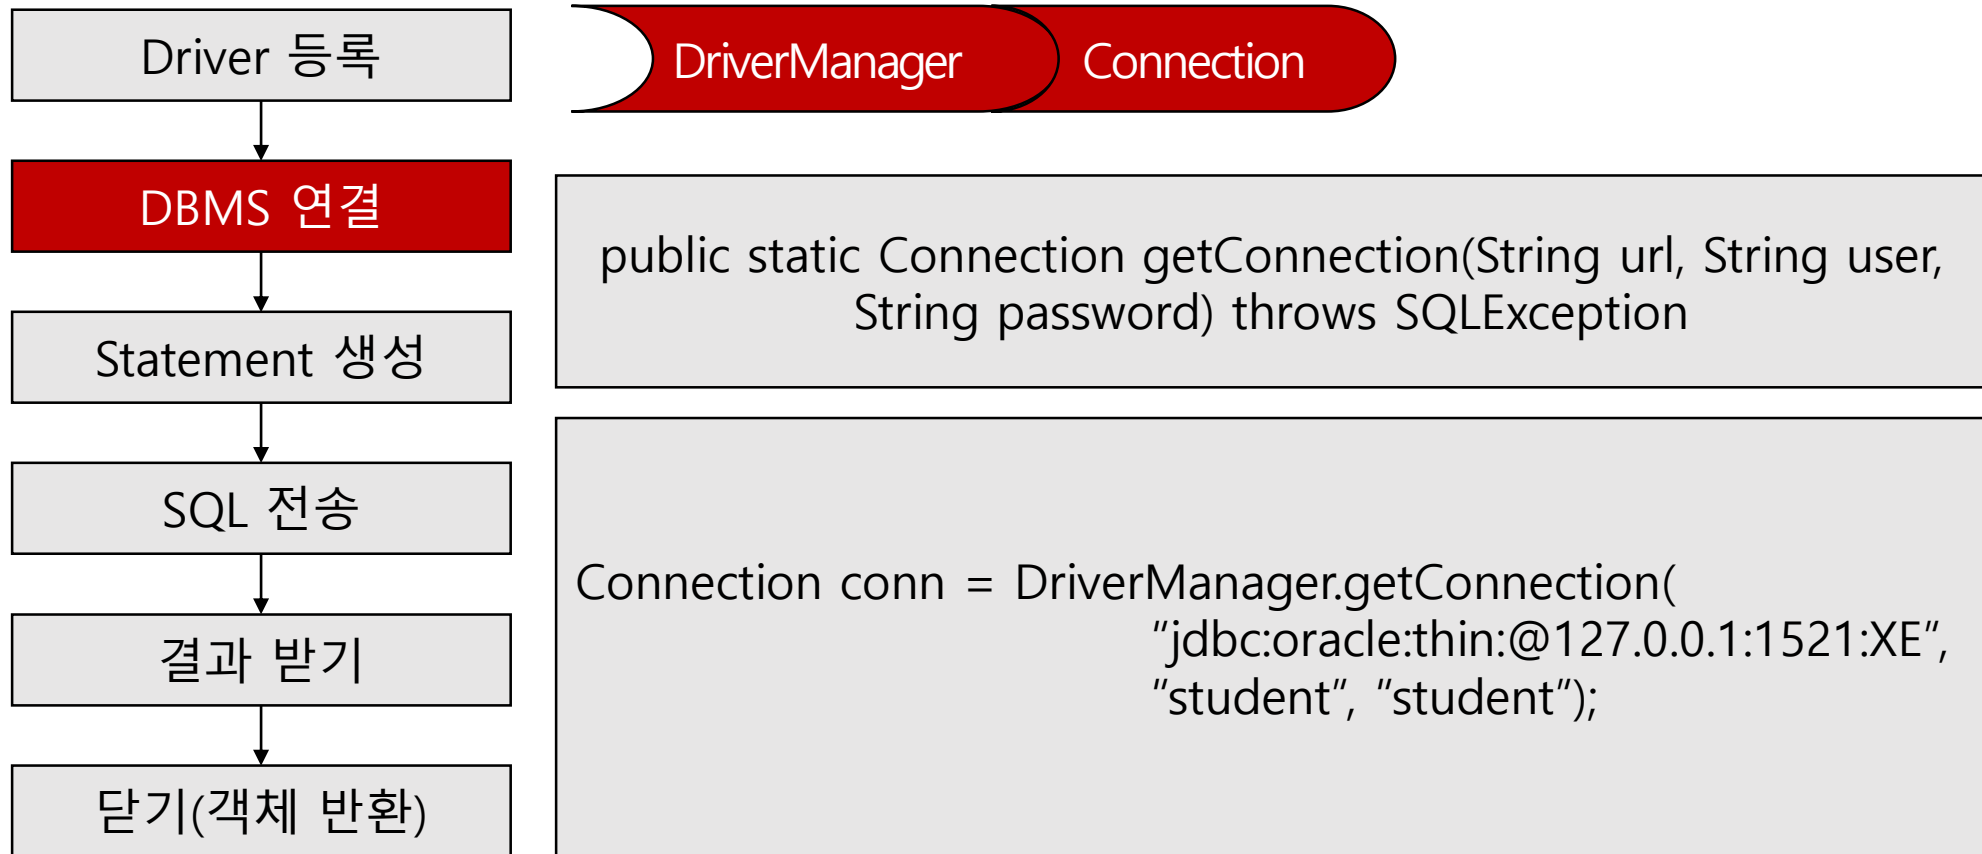 Driver 등록
DBMS 연결
Statement 생성
SQL 전송
결과 받기
닫기(객체 반환)
DriverManager
Connection
public static Connection getConnection(String url, String user,
String password) throws SQLException
Connection conn = DriverManager.getConnection(
"jdbc:oracle:thin:@127.0.0.1:1521:XE",
"student", "student");